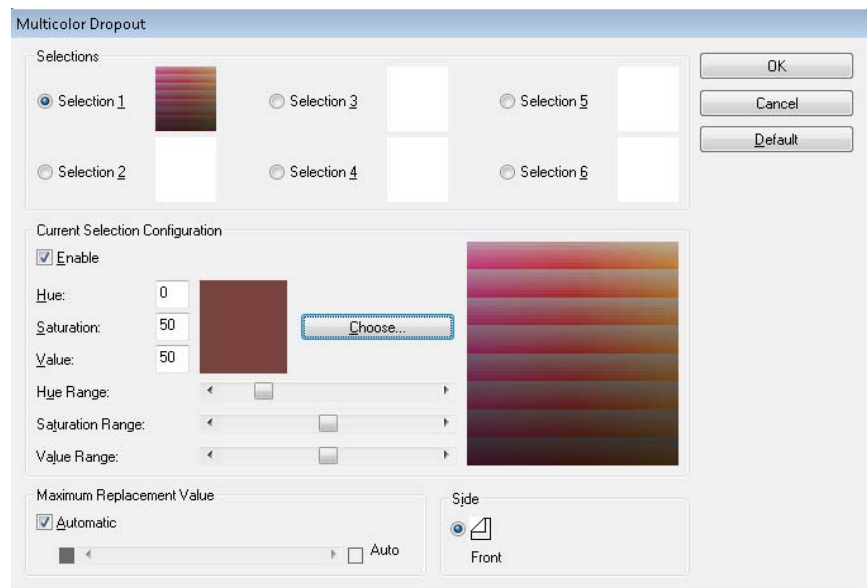 Multicolor Dropout
Selections
Selection 1
Selection 3
Selection 5
Selection 2
Selection 4
Selection 6
OK
Cancel
Default
Current Selection Configuration
Enable
Hue: 0
Saturation: 50
Value: 50
Choose...
Hue Range:
Saturation Range:
Value Range:
Maximum Replacement Value
Automatic
Auto
Side
Front